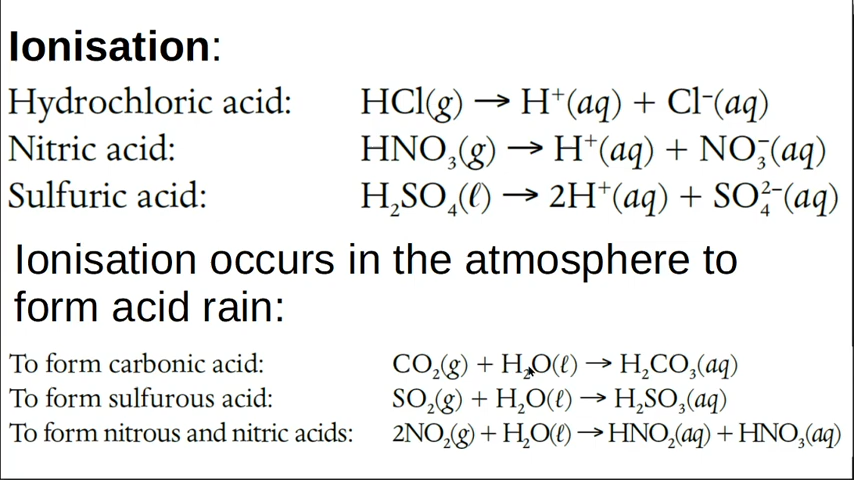 Ionisation:
Hydrochloric acid: HCl(g) → H⁺(aq) + Cl⁻(aq)
Nitric acid: HNO₃(g) → H⁺(aq) + NO₃⁻(aq)
Sulfuric acid: H₂SO₄(ℓ) → 2H⁺(aq) + SO₄²⁻(aq)
Ionisation occurs in the atmosphere to
form acid rain:
To form carbonic acid: CO₂(g) + H₂O(ℓ) → H₂CO₃(aq)
To form sulfurous acid: SO₂(g) + H₂O(ℓ) → H₂SO₃(aq)
To form nitrous and nitric acids: 2NO₂(g) + H₂O(ℓ) → HNO₂(aq) + HNO₃(aq)